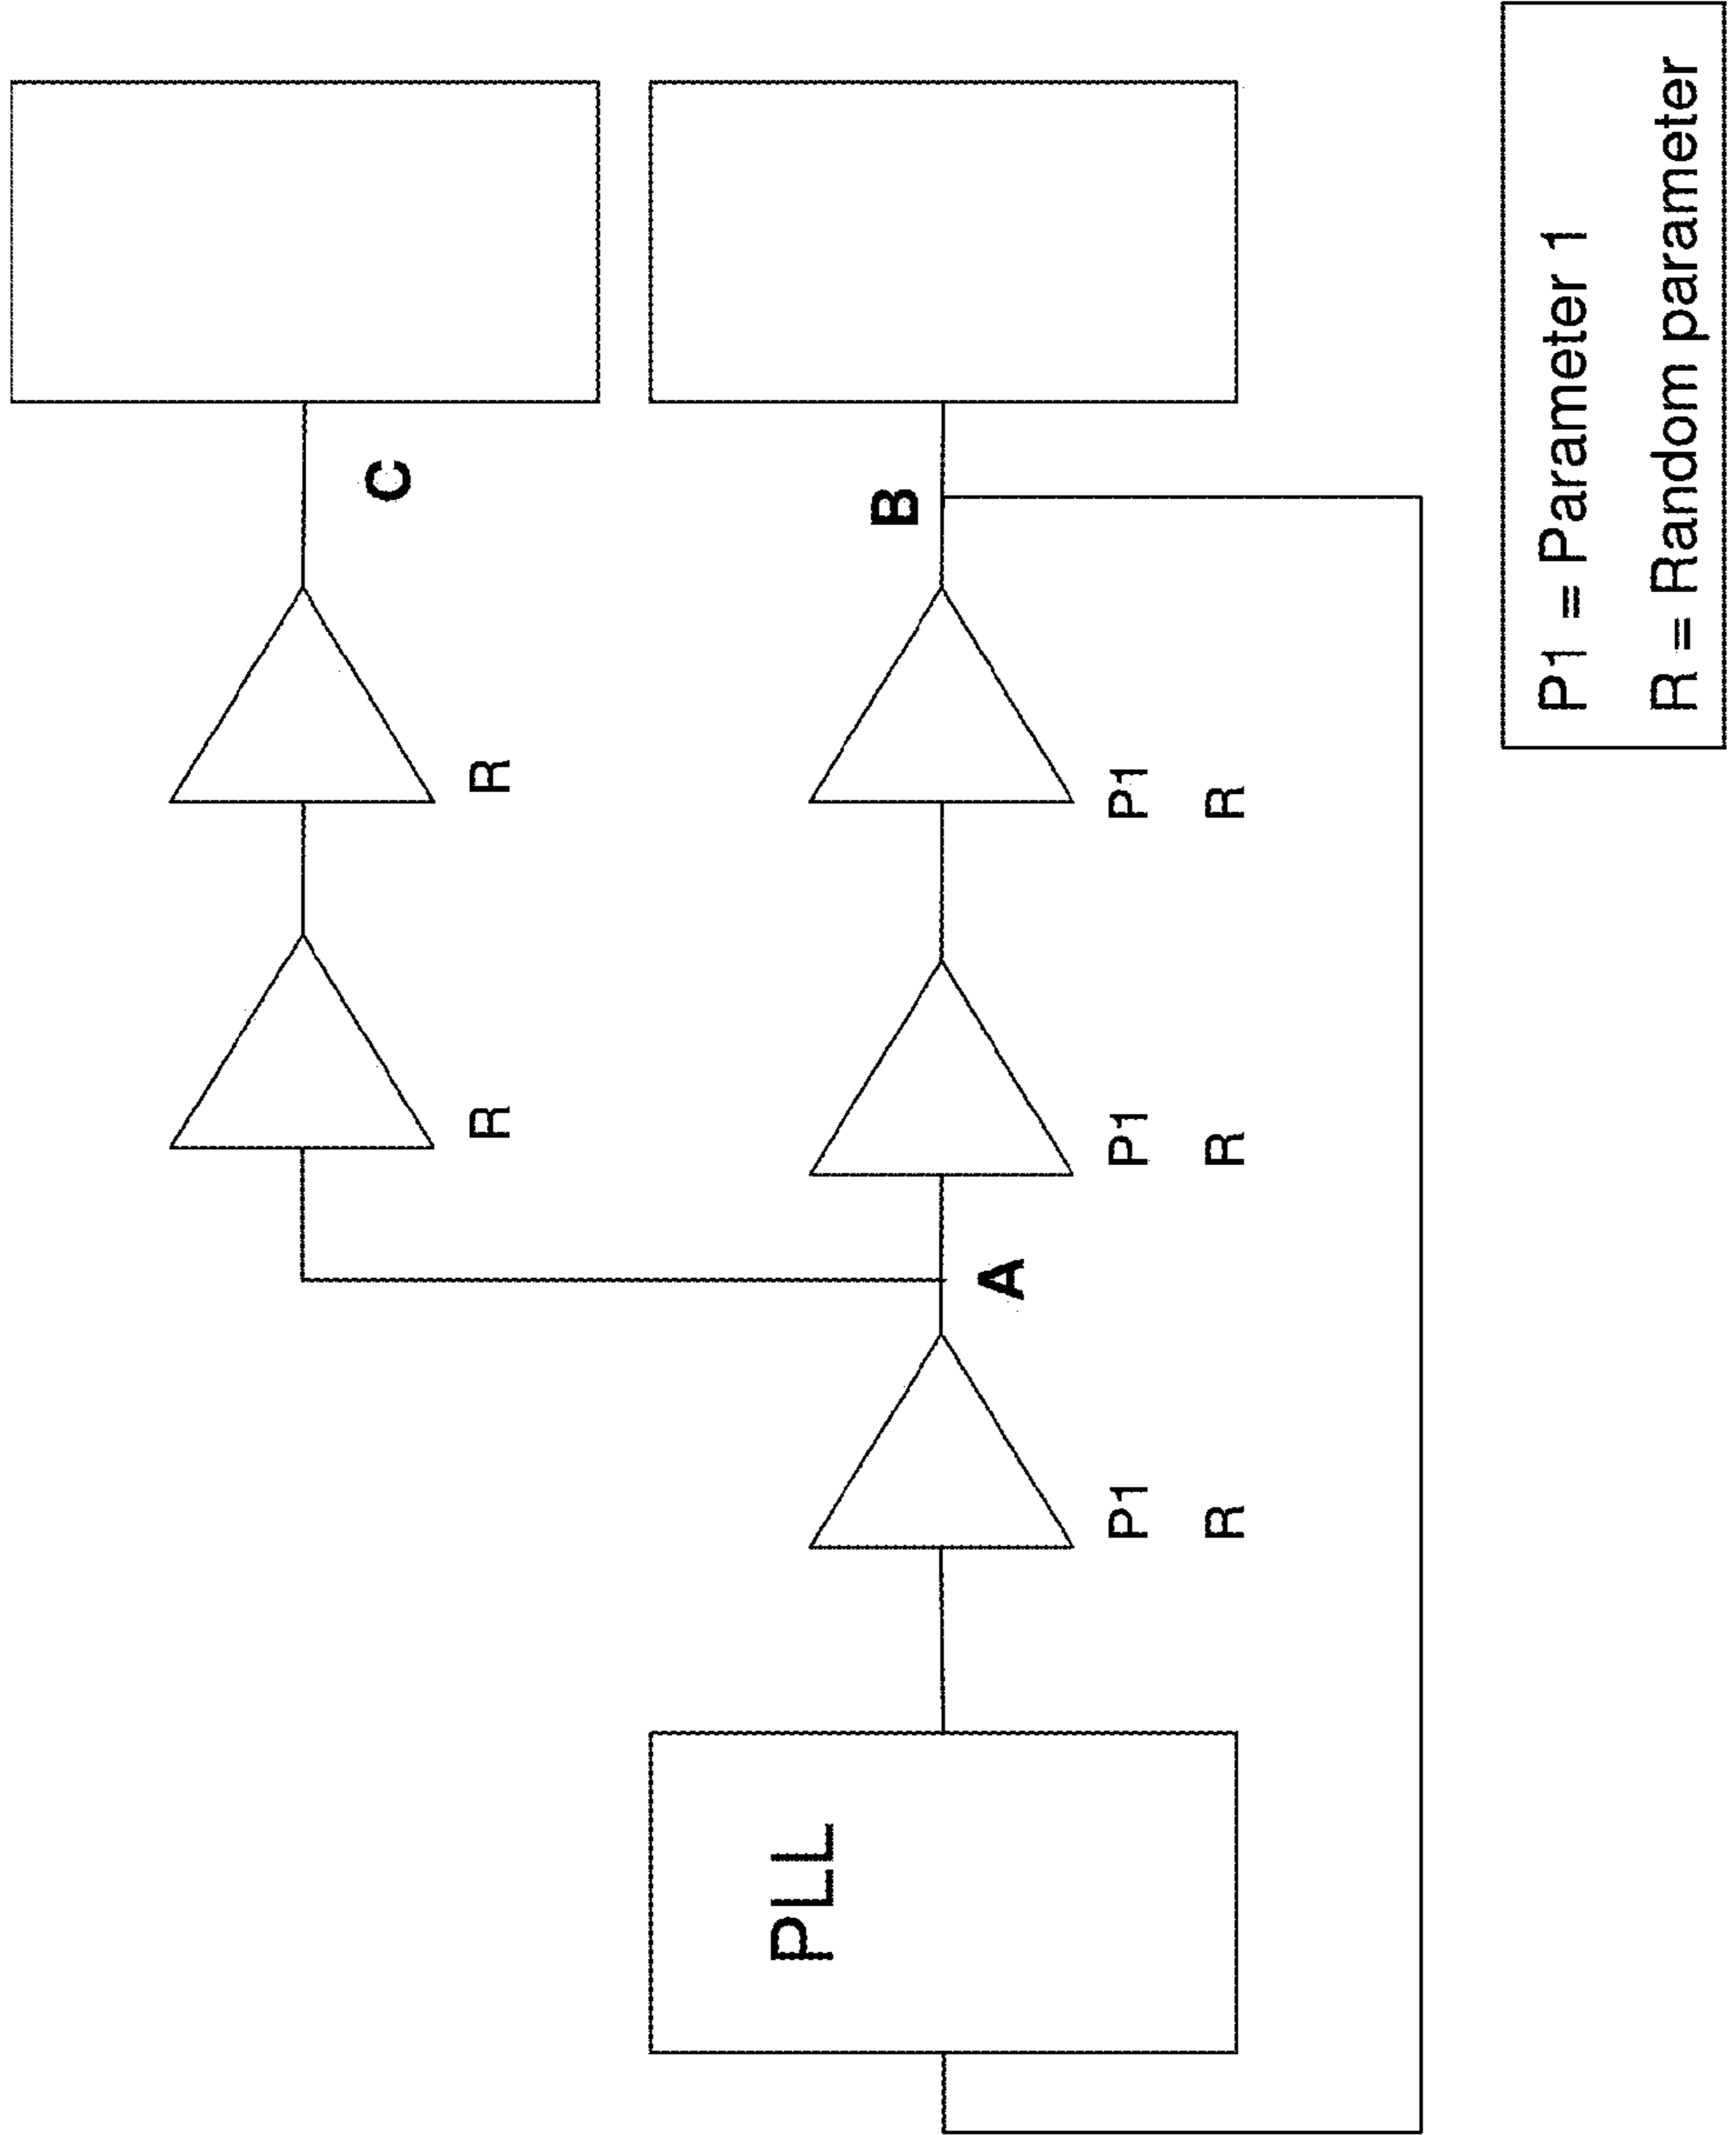 C
R
R
B
PLL
A
P1
R
P1
R
P1
R
P1 = Parameter 1
R = Random parameter